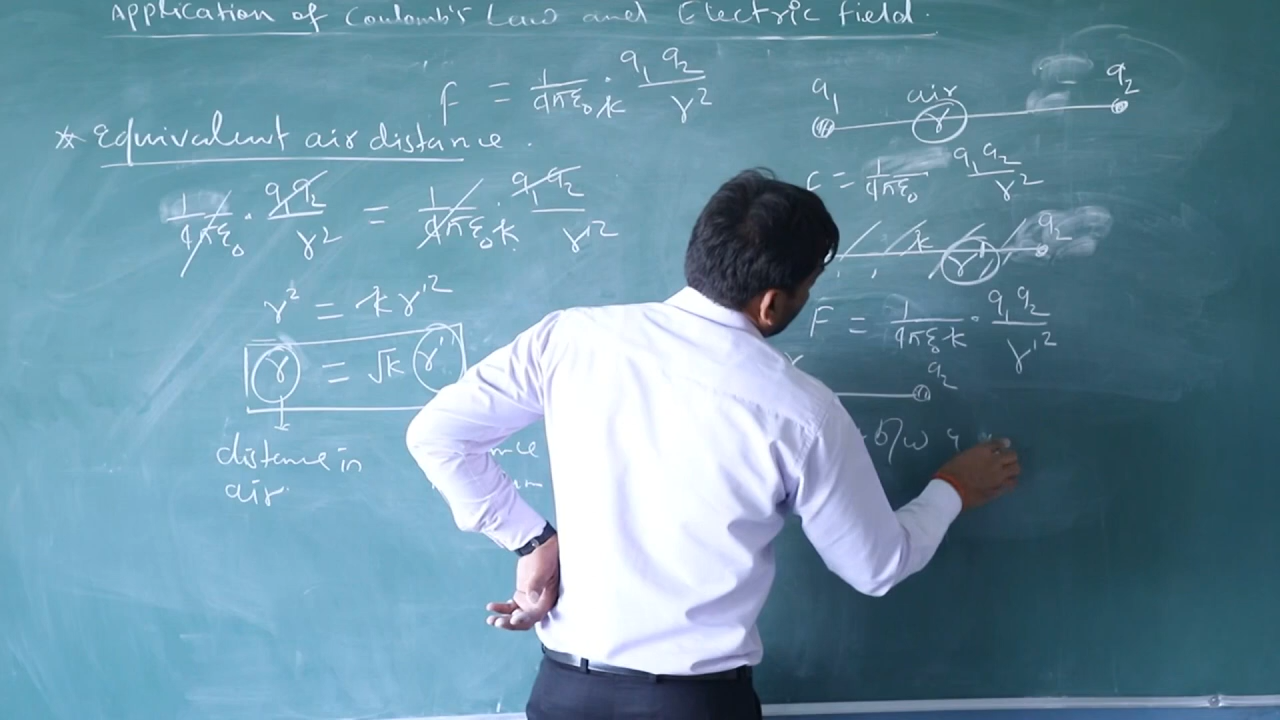 Application of Coulomb's Law and Electric field.
F = 1/4πε₀k · q₁q₂/r²
* Equivalent air distance.
1/4πε₀ · q₁q₂/r² = 1/4πε₀k · q₁q₂/r'²
r² = kr'²
r = √k r'
distance in
air.
q₁ air q₂
r
= 1/4πε₀ q₁q₂/r²
k q₂
r'
F = 1/4πε₀k · q₁q₂/r'²
q₂
b/w q